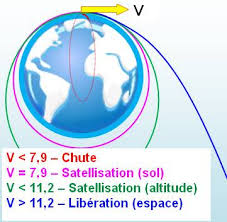 V
V < 7,9 – Chute
V = 7,9 – Satellisation (sol)
V < 11,2 – Satellisation (altitude)
V > 11,2 – Libération (espace)